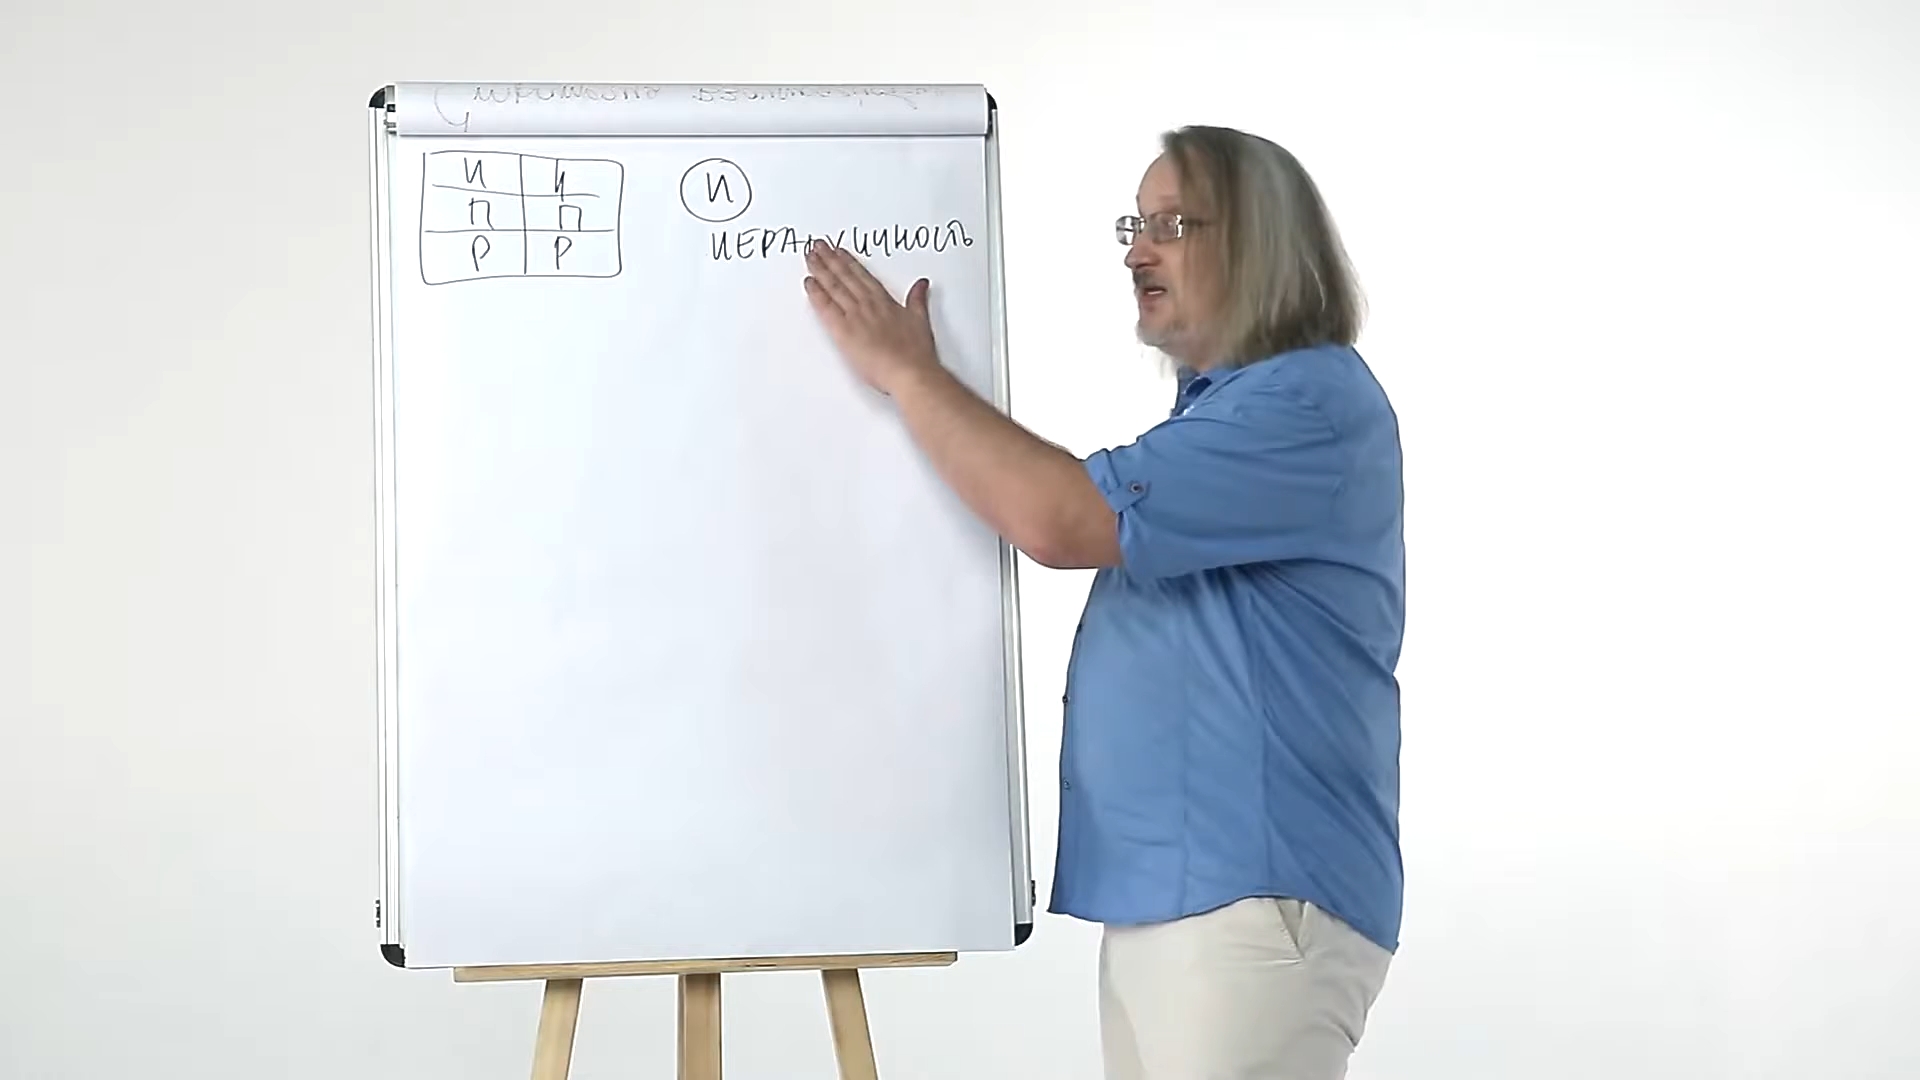 И И
П П
Р Р
И
ИЕРАРХИЧНОСТЬ